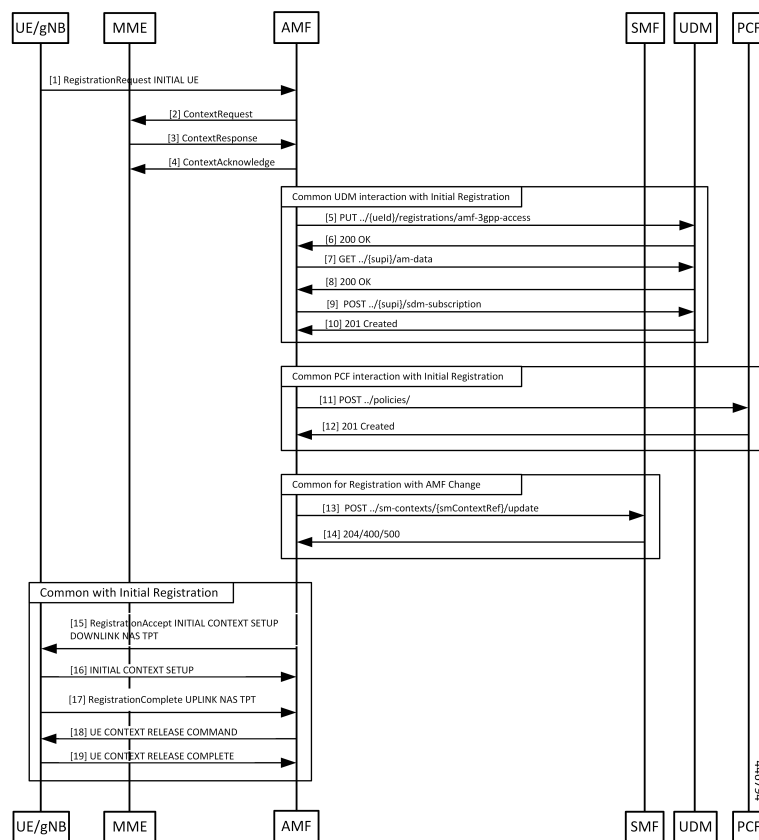 UE/gNB MME AMF SMF UDM PCF
[1] RegistrationRequest INITIAL UE
[2] ContextRequest
[3] ContextResponse
[4] ContextAcknowledge
Common UDM interaction with Initial Registration
[5] PUT ../{ueId}/registrations/amf-3gpp-access
[6] 200 OK
[7] GET ../{supi}/am-data
[8] 200 OK
[9] POST ../{supi}/sdm-subscription
[10] 201 Created
Common PCF interaction with Initial Registration
[11] POST ../policies/
[12] 201 Created
Common for Registration with AMF Change
[13] POST ../sm-contexts/{smContextRef}/update
[14] 204/400/500
Common with Initial Registration
[15] RegistrationAccept INITIAL CONTEXT SETUP
DOWNLINK NAS TPT
[16] INITIAL CONTEXT SETUP
[17] RegistrationComplete UPLINK NAS TPT
[18] UE CONTEXT RELEASE COMMAND
[19] UE CONTEXT RELEASE COMPLETE
UE/gNB MME AMF SMF UDM PCF